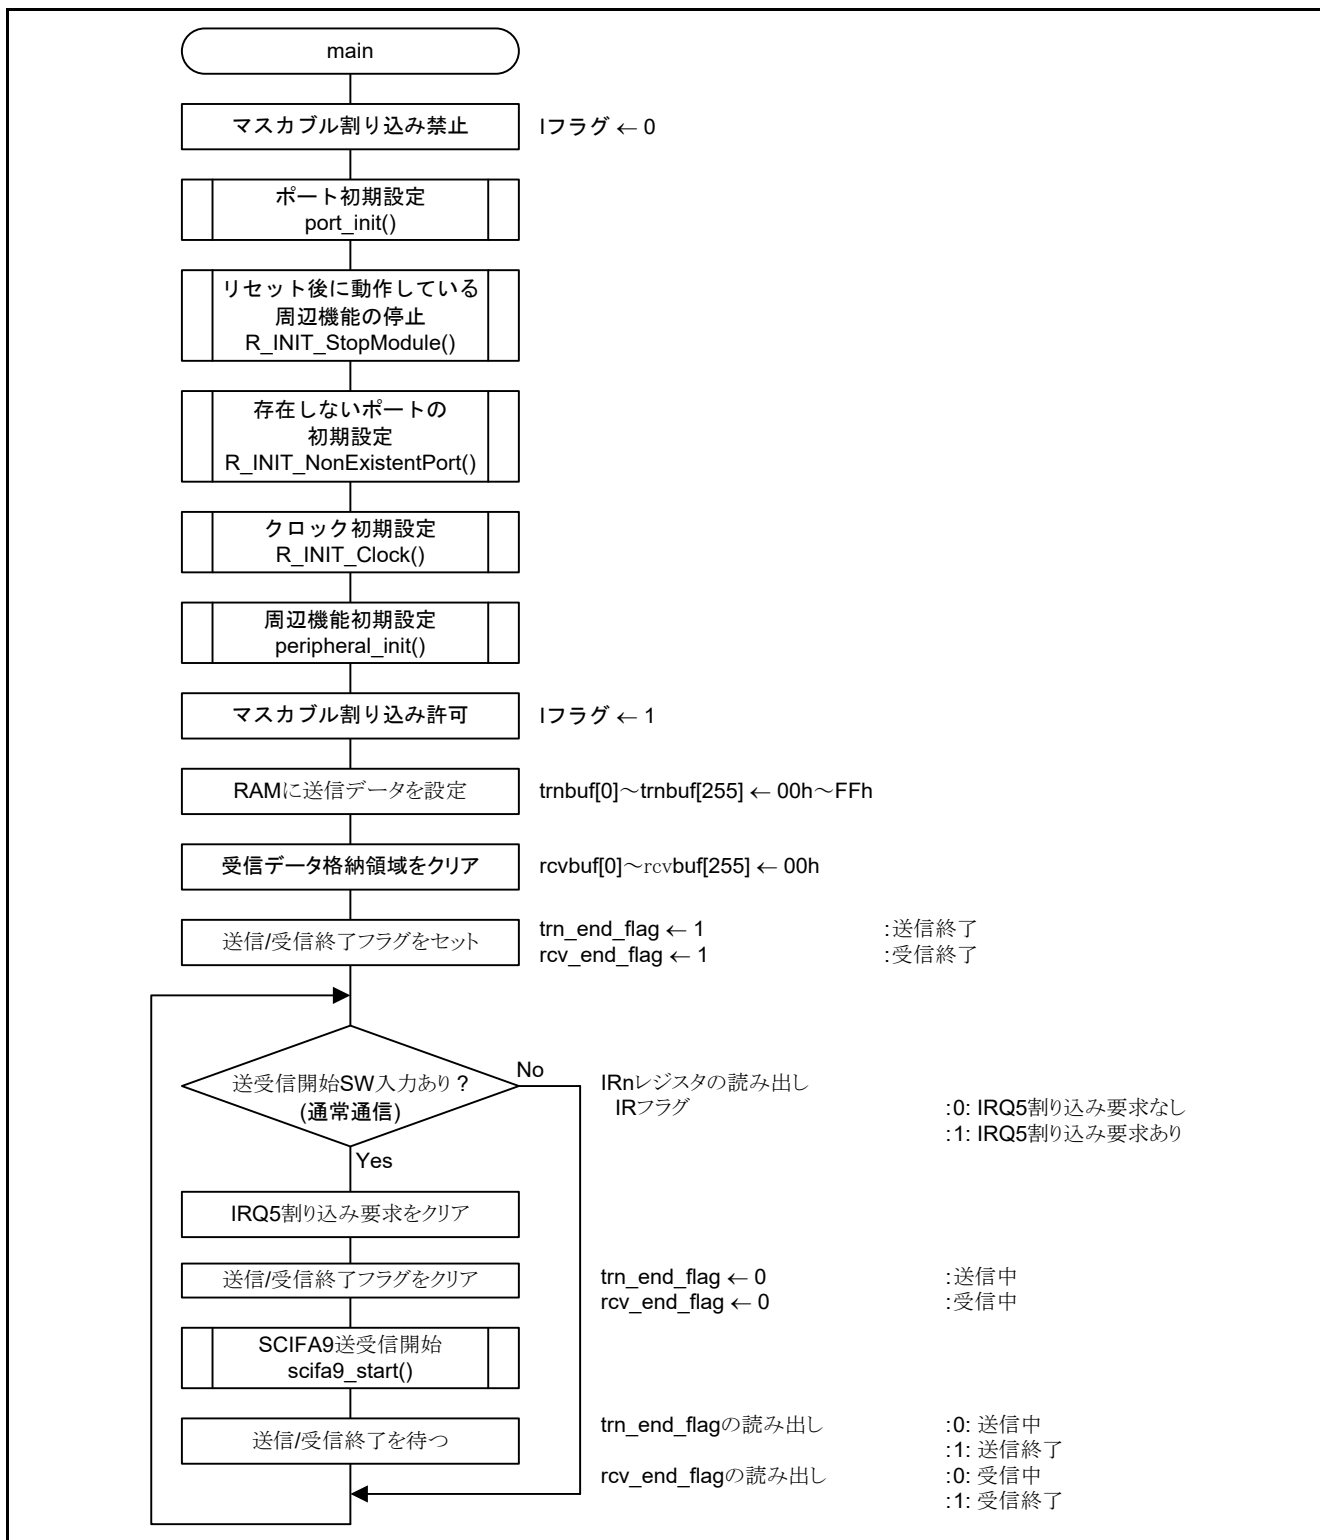 main
マスカブル割り込み禁止 Iフラグ ← 0
ポート初期設定
port_init()
リセット後に動作している
周辺機能の停止
R_INIT_StopModule()
存在しないポートの
初期設定
R_INIT_NonExistentPort()
クロック初期設定
R_INIT_Clock()
周辺機能初期設定
peripheral_init()
マスカブル割り込み許可 Iフラグ ← 1
RAMに送信データを設定 trnbuf[0]～trnbuf[255] ← 00h～FFh
受信データ格納領域をクリア rcvbuf[0]～rcvbuf[255] ← 00h
送信/受信終了フラグをセット
trn_end_flag ← 1 :送信終了
rcv_end_flag ← 1 :受信終了
送受信開始SW入力あり？
(通常通信)
No
Yes
IRnレジスタの読み出し
IRフラグ :0: IRQ5割り込み要求なし
:1: IRQ5割り込み要求あり
IRQ5割り込み要求をクリア
送信/受信終了フラグをクリア
trn_end_flag ← 0 :送信中
rcv_end_flag ← 0 :受信中
SCIFA9送受信開始
scifa9_start()
送信/受信終了を待つ
trn_end_flagの読み出し :0: 送信中
:1: 送信終了
rcv_end_flagの読み出し :0: 受信中
:1: 受信終了